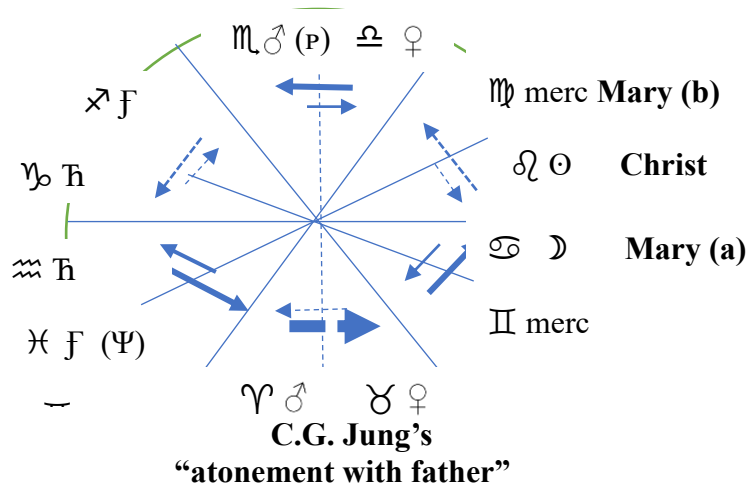 ♏♂ (P) ♎ ♀
♐ Ƒ
♍ merc Mary (b)
♌ ʘ Christ
♑ Ћ
♋ ☽ Mary (a)
♒ Ћ
♊ merc
♓ Ƒ (Ψ)
♈ ♂ ♉ ♀
C.G. Jung’s
“atonement with father”